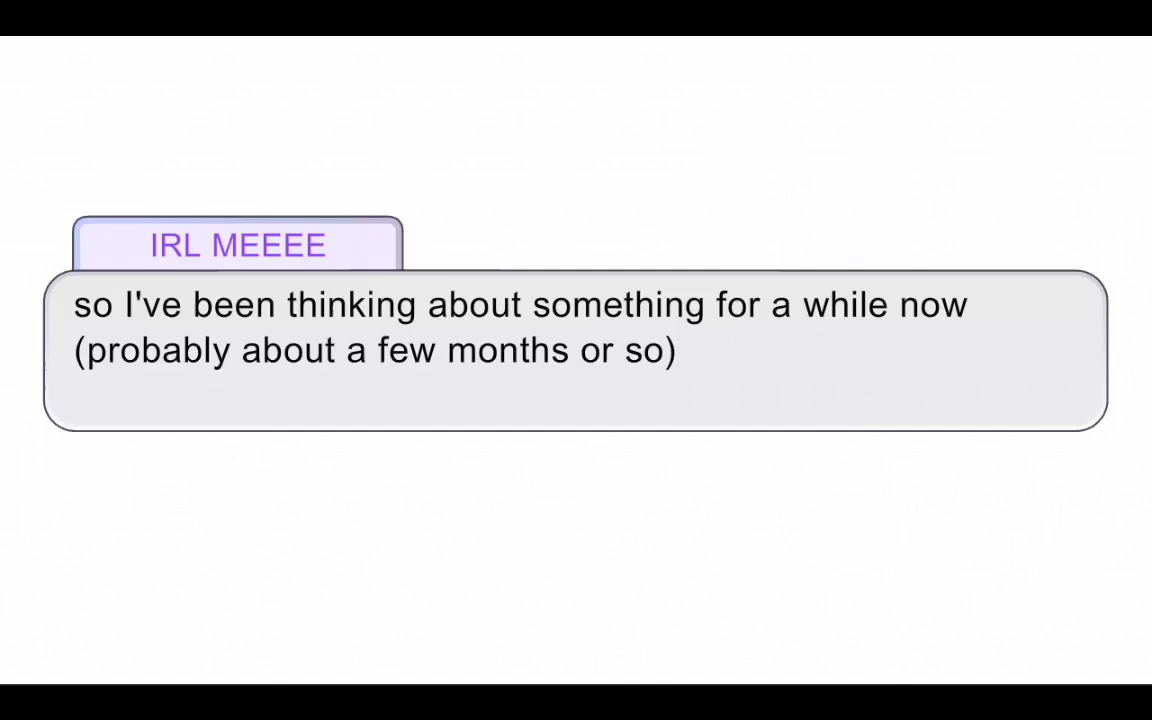 IRL MEEEE
so I've been thinking about something for a while now
(probably about a few months or so)